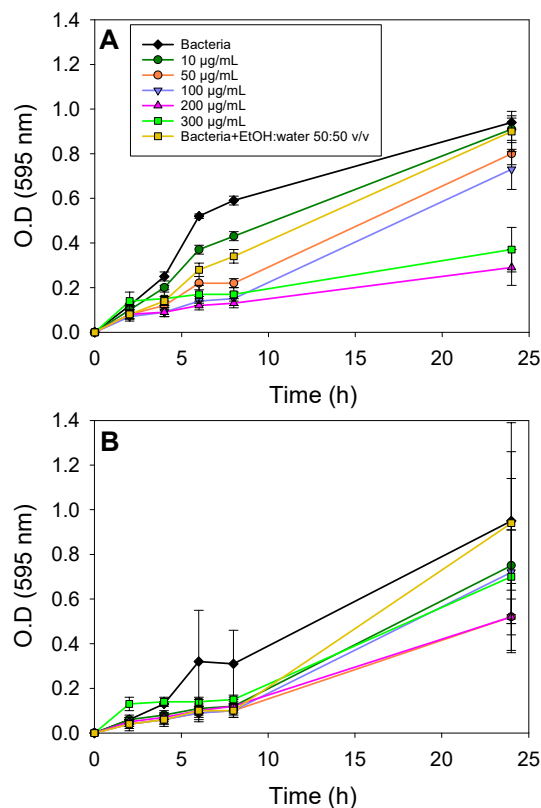 A
Bacteria
10 µg/mL
50 µg/mL
100 µg/mL
200 µg/mL
300 µg/mL
Bacteria+EtOH:water 50:50 v/v
O.D (595 nm)
1.4
1.2
1.0
0.8
0.6
0.4
0.2
0.0
0 5 10 15 20 25
Time (h)
B
O.D (595 nm)
1.4
1.2
1.0
0.8
0.6
0.4
0.2
0.0
0 5 10 15 20 25
Time (h)